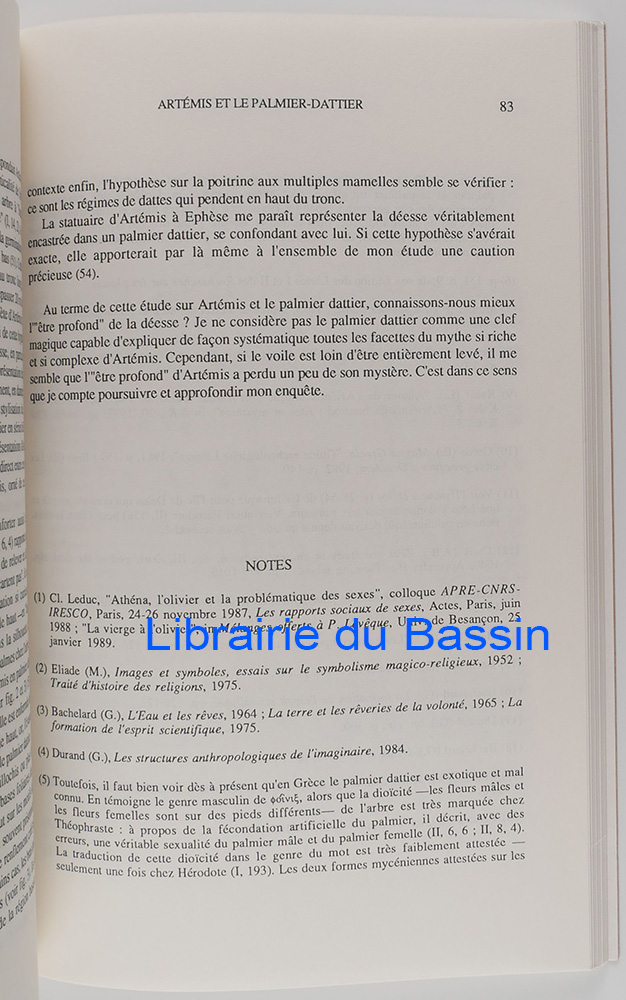 ARTÉMIS ET LE PALMIER-DATTIER 83
contexte enfin, l'hypothèse sur la poitrine aux multiples mamelles semble se vérifier :
ce sont les régimes de dattes qui pendent en haut du tronc.
La statuaire d'Artémis à Ephèse me paraît représenter la déesse véritablement
encastrée dans un palmier dattier, se confondant avec lui. Si cette hypothèse s'avérait
exacte, elle apporterait par là même à l'ensemble de mon étude une caution
précieuse (54).
Au terme de cette étude sur Artémis et le palmier dattier, connaissons-nous mieux
l'"être profond" de la déesse ? Je ne considère pas le palmier dattier comme une clef
magique capable d'expliquer de façon systématique toutes les facettes du mythe si riche
et si complexe d'Artémis. Cependant, si le voile est loin d'être entièrement levé, il me
semble que l'"être profond" d'Artémis a perdu un peu de son mystère. C'est dans ce sens
que je compte poursuivre et approfondir mon enquête.
NOTES
(1) Cl. Leduc, "Athéna, l'olivier et la problématique des sexes", colloque APRE-CNRS-
IRESCO, Paris, 24-26 novembre 1987, Les rapports sociaux de sexes, Actes, Paris, juin
1988 ; "La vierge à l'olivier", in Mélanges offerts à P. Lévêque, Univ. de Besançon, 25
janvier 1989.
Librairie du Bassin
(2) Eliade (M.), Images et symboles, essais sur le symbolisme magico-religieux, 1952 ;
Traité d'histoire des religions, 1975.
(3) Bachelard (G.), L'Eau et les rêves, 1964 ; La terre et les rêveries de la volonté, 1965 ; La
formation de l'esprit scientifique, 1975.
(4) Durand (G.), Les structures anthropologiques de l'imaginaire, 1984.
(5) Toutefois, il faut bien voir dès à présent qu'en Grèce le palmier dattier est exotique et mal
connu. En témoigne le genre masculin de φοῖνιξ, alors que la dioïcité —les fleurs mâles et
les fleurs femelles sont sur des pieds différents— de l'arbre est très marquée chez
Théophraste : à propos de la fécondation artificielle du palmier, il décrit, avec des
erreurs, une véritable sexualité du palmier mâle et du palmier femelle (II, 6, 6 ; II, 8, 4).
La traduction de cette dioïcité dans le genre du mot est très faiblement attestée —
seulement une fois chez Hérodote (I, 193). Les deux formes mycéniennes attestées sur les